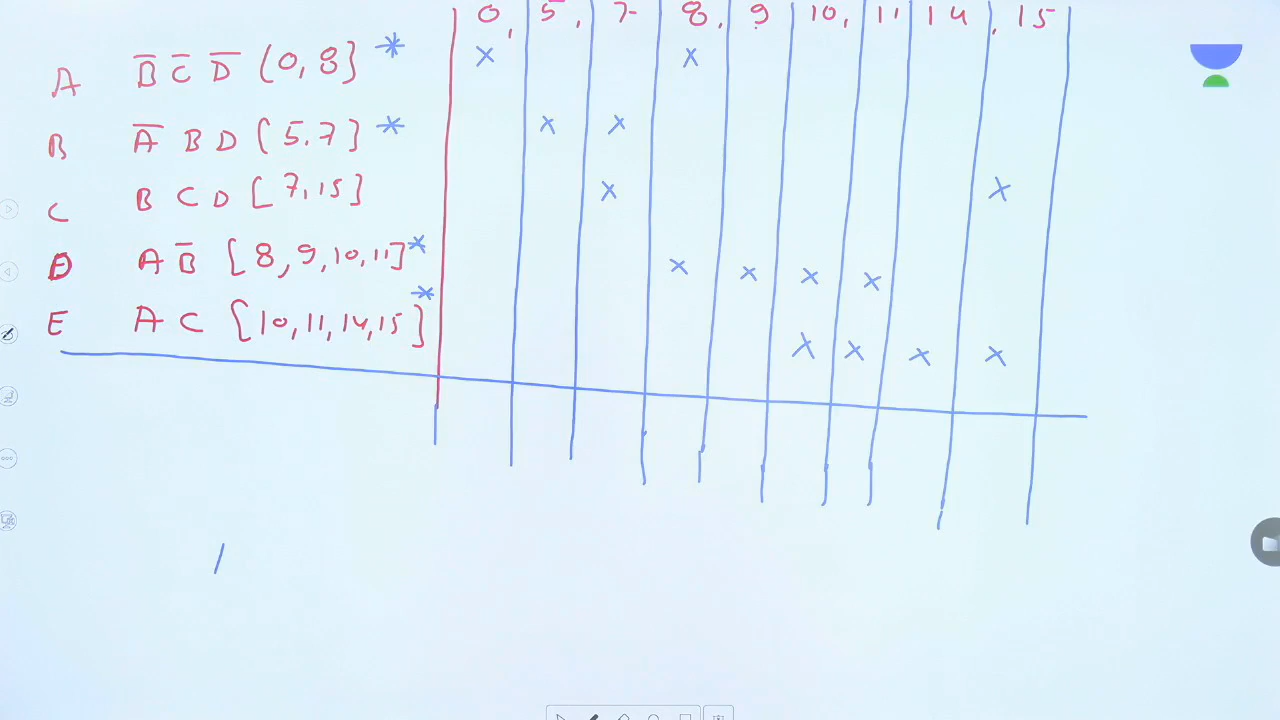 0, 5, 7 8, 9 10, 11 14, 15
A B̅ C̅ D̅ (0, 8] * × ×
B A̅ B D [5.7] * × ×
C B C D [7, 15] × ×
D A B̅ [8, 9, 10, 11] * × × × ×
E A C [10, 11, 14, 15] * × × × ×